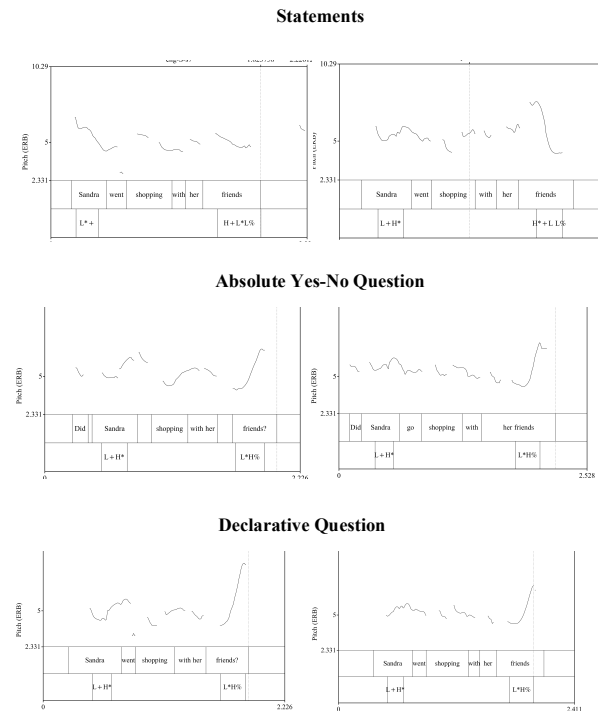 Statements
10.29
10.29
Pitch (ERB)
5
5
2.331
2.331
Sandra went shopping with her friends
Sandra went shopping with her friends
L*+ H+L*L%
L+H* H*+L L%
0
Absolute Yes-No Question
Pitch (ERB)
Pitch (ERB)
5
5
2.331
2.331
Did Sandra shopping with her friends?
Did Sandra go shopping with her friends
L+H* L*H%
L+H* L*H%
0 2.226
0 2.528
Declarative Question
Pitch (ERB)
Pitch (ERB)
5
5
2.331
2.331
Sandra went shopping with her friends?
Sandra went shopping with her friends
L+H* L*H%
L+H* L*H%
0 2.226
0 2.411